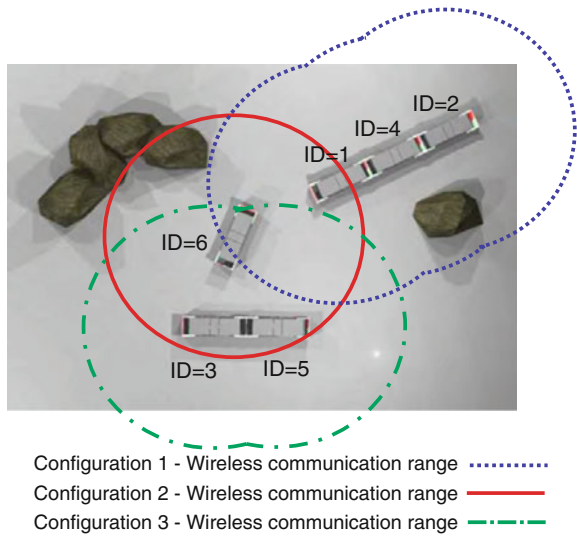 ID=2
ID=4
ID=1
ID=6
ID=3 ID=5
Configuration 1 - Wireless communication range
Configuration 2 - Wireless communication range
Configuration 3 - Wireless communication range